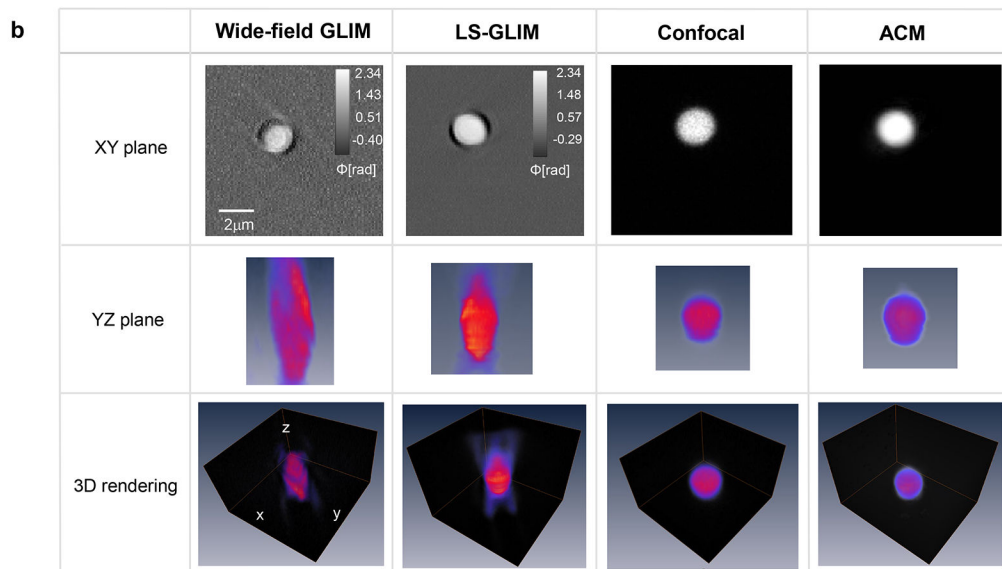 b
Wide-field GLIM LS-GLIM Confocal ACM
XY plane
2.34
1.43
0.51
-0.40
Φ[rad]
2μm
2.34
1.48
0.57
-0.29
Φ[rad]
YZ plane
3D rendering
z
x
y